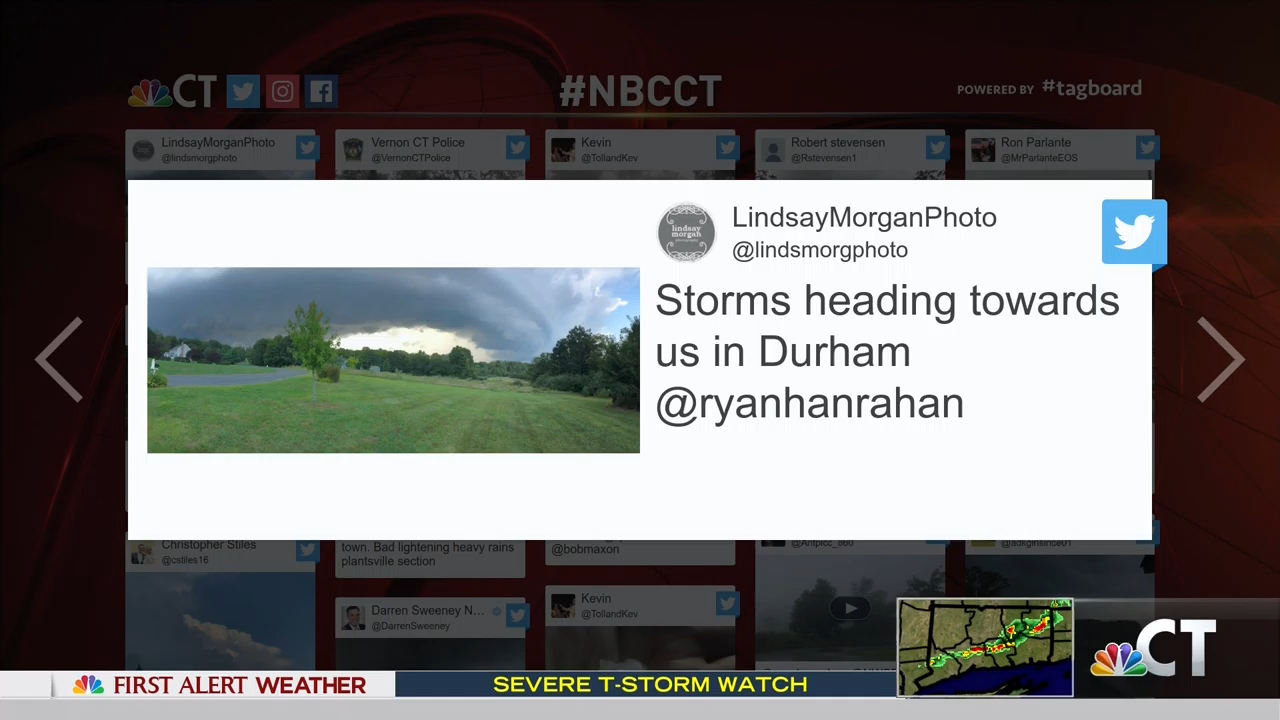 CT
#NBCCT
POWERED BY #tagboard
LindsayMorganPhoto
@lindsmorgphoto
Vernon CT Police
@VernonCTPolice
Kevin
@TollandKev
Robert stevensen
@Rstevensen1
Ron Parlante
@MrParlanteEOS
lindsay
morgan
LindsayMorganPhoto
@lindsmorgphoto
Storms heading towards
us in Durham
@ryanhanrahan
Christopher Stiles
@cstiles16
town. Bad lightening heavy rains
plantsville section
@bobmaxon
Darren Sweeney N...
@DarrenSweeney
Kevin
@TollandKev
CT
FIRST ALERT WEATHER
SEVERE T-STORM WATCH